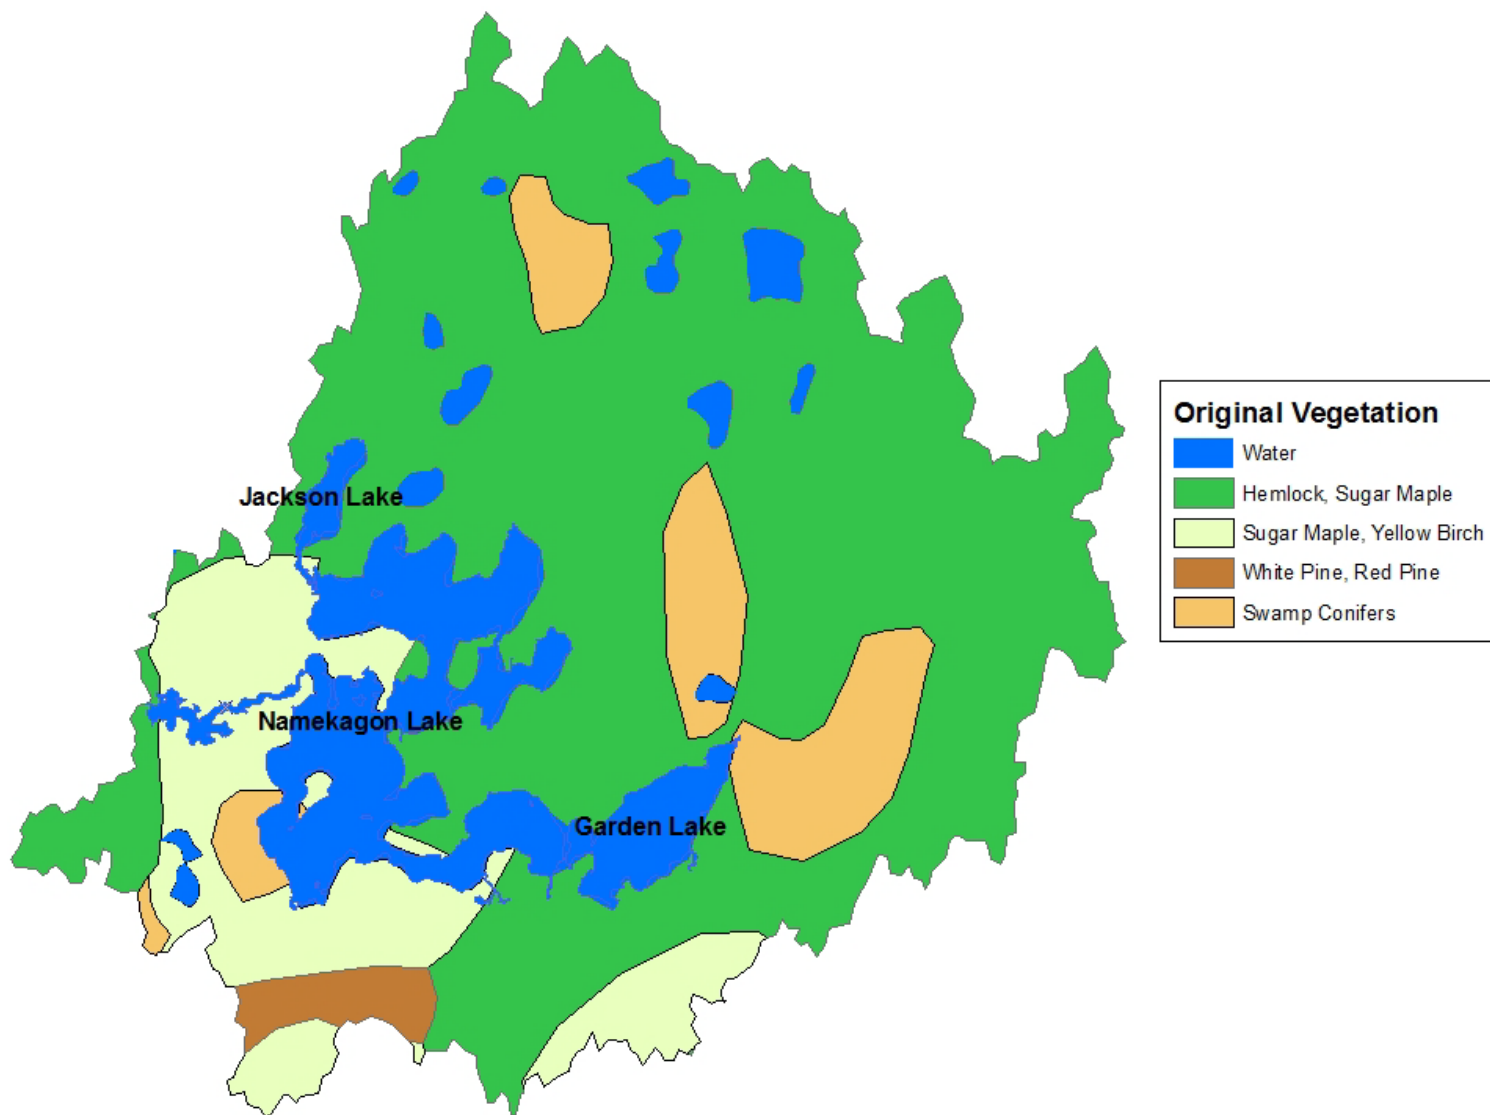 Original Vegetation
Water
Hemlock, Sugar Maple
Sugar Maple, Yellow Birch
White Pine, Red Pine
Swamp Conifers
Jackson Lake
Namekagon Lake
Garden Lake